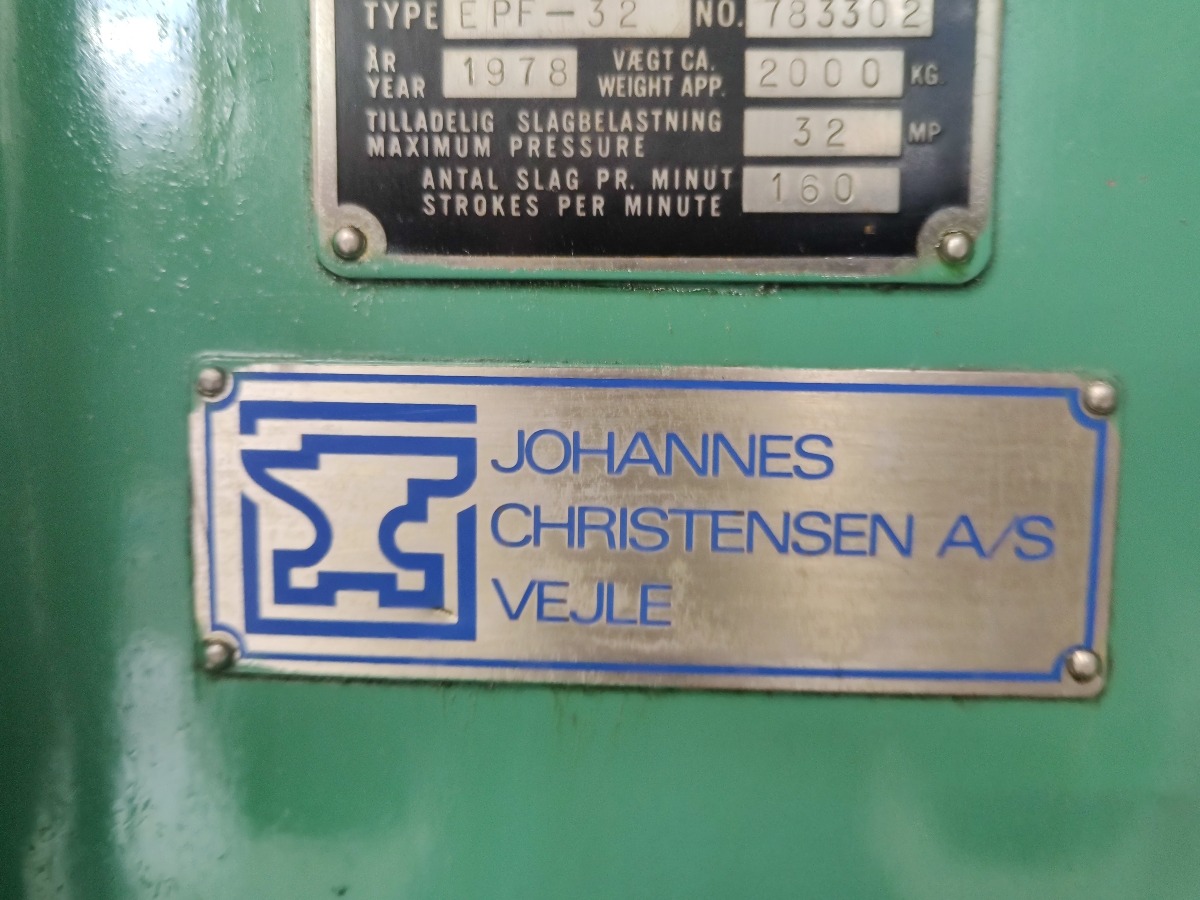 TYPE EPF-32 NO. 783302
ÅR
YEAR 1978 VÆGT CA.
WEIGHT APP. 2000 KG.
TILLADELIG SLAGBELASTNING
MAXIMUM PRESSURE 32 MP
ANTAL SLAG PR. MINUT
STROKES PER MINUTE 160
JOHANNES
CHRISTENSEN A/S
VEJLE